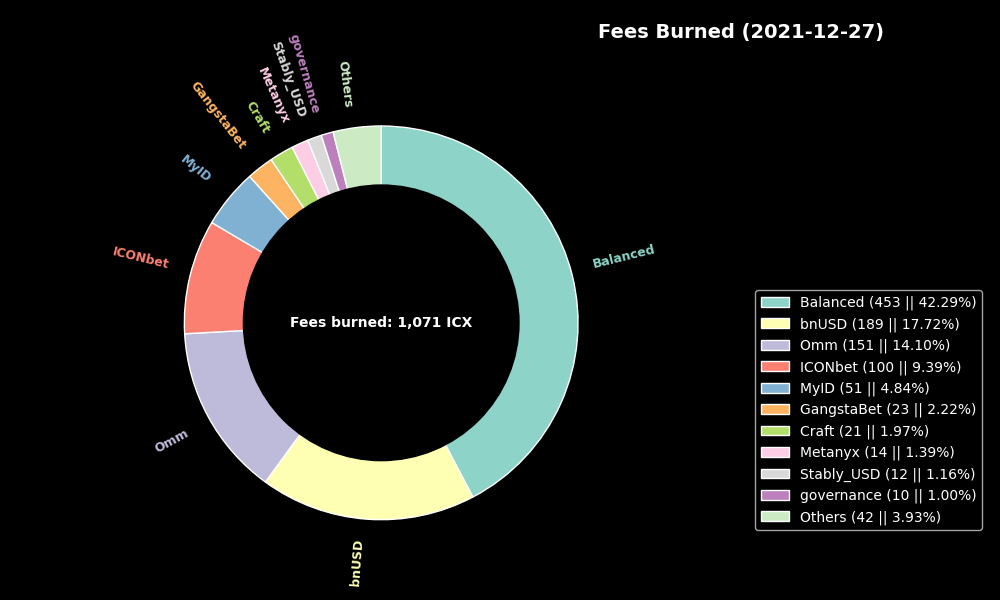 Fees Burned (2021-12-27)
governance
Others
Stably_USD
Metanyx
GangstaBet
Craft
MyID
ICONbet
Balanced
Fees burned: 1,071 ICX
Omm
bnUSD
Balanced (453 || 42.29%)
bnUSD (189 || 17.72%)
Omm (151 || 14.10%)
ICONbet (100 || 9.39%)
MyID (51 || 4.84%)
GangstaBet (23 || 2.22%)
Craft (21 || 1.97%)
Metanyx (14 || 1.39%)
Stably_USD (12 || 1.16%)
governance (10 || 1.00%)
Others (42 || 3.93%)